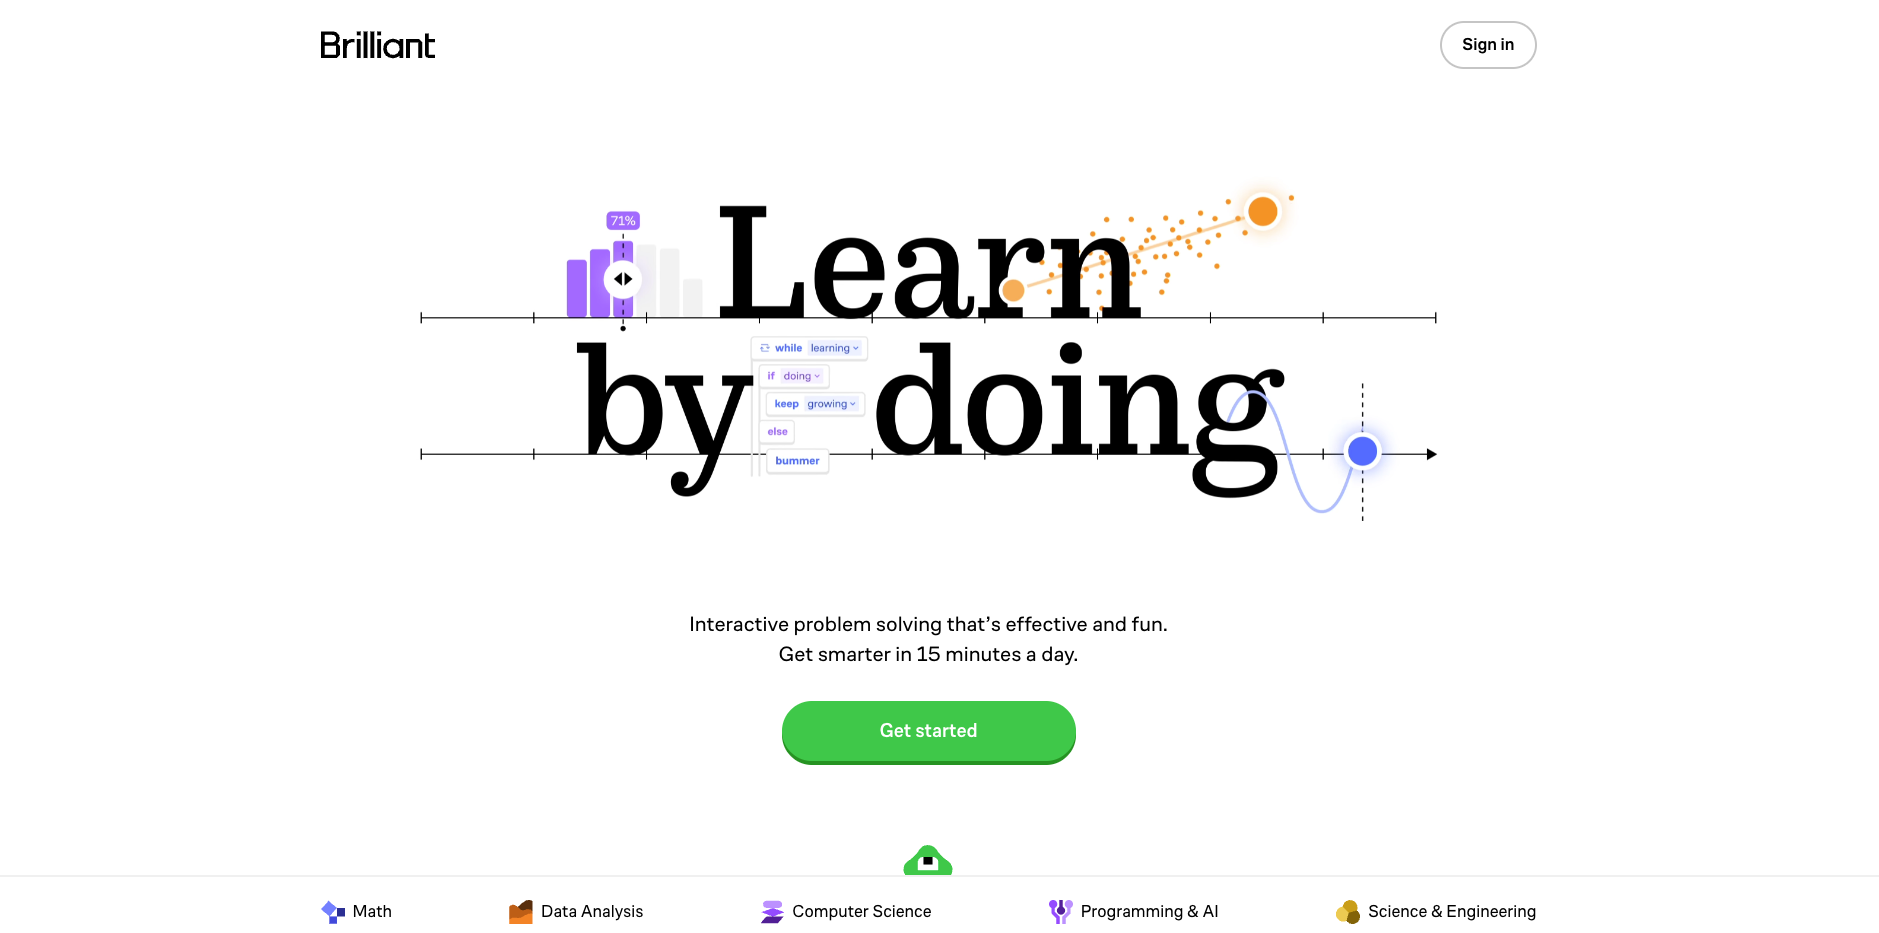 Brilliant
Sign in
71%
Learn
while learning
if doing
keep growing
else
bummer
by doing
Interactive problem solving that’s effective and fun.
Get smarter in 15 minutes a day.
Get started
Math
Data Analysis
Computer Science
Programming & AI
Science & Engineering